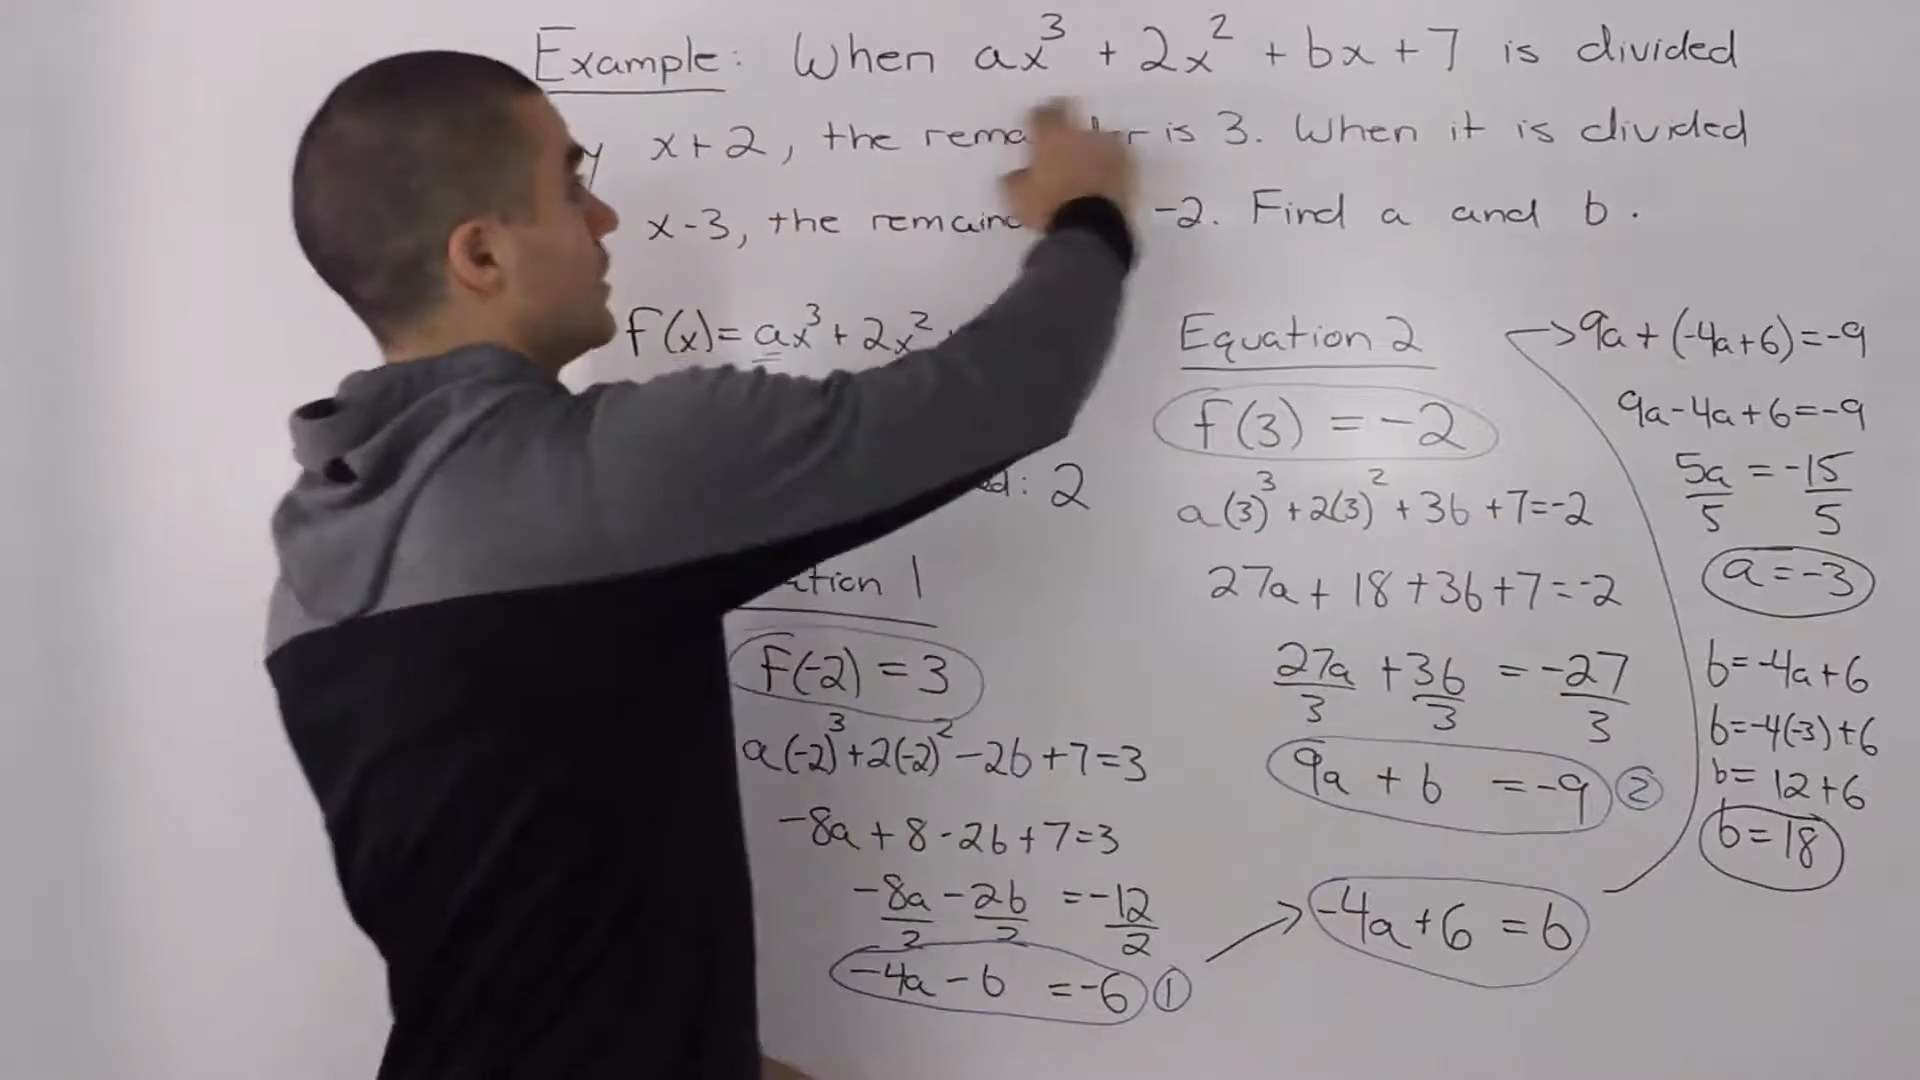 Example: When ax³ + 2x² + bx + 7 is divided
x+2, the is 3. When it is divided
x-3, the -2. Find a and b.
f(x) = ax³ + 2x²
2
Equation 2
f(3) = -2
a(3)³ + 2(3)² + 3b + 7 = -2
27a + 18 + 3b + 7 = -2
27a/3 + 3b/3 = -27/3
9a + b = -9 ②
1
f(-2) = 3
a(-2)³ + 2(-2)² - 2b + 7 = 3
-8a + 8 - 2b + 7 = 3
-8a/2 - 2b/2 = -12/2
-4a - b = -6 ①
→ -4a + 6 = b
→ 9a + (-4a+6) = -9
9a - 4a + 6 = -9
5a/5 = -15/5
a = -3
b = -4a + 6
b = -4(-3) + 6
b = 12 + 6
b = 18